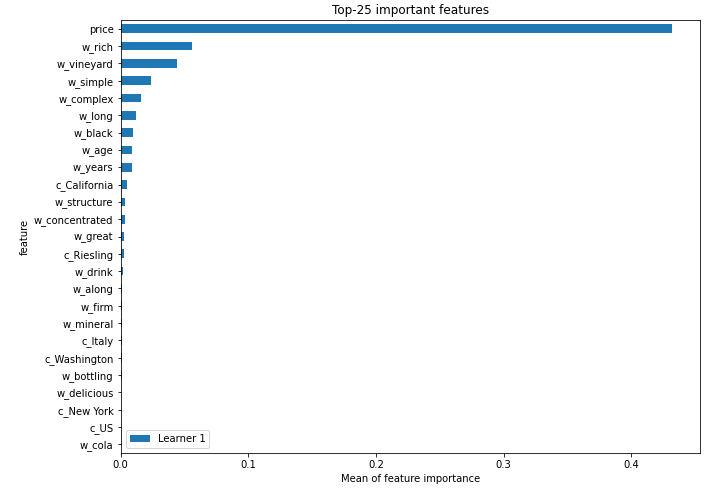 Top-25 important features
price
w_rich
w_vineyard
w_simple
w_complex
w_long
w_black
w_age
w_years
c_California
w_structure
w_concentrated
w_great
c_Riesling
w_drink
w_along
w_firm
w_mineral
c_Italy
c_Washington
w_bottling
w_delicious
c_New York
c_US
w_cola
feature
Learner 1
0.0 0.1 0.2 0.3 0.4
Mean of feature importance